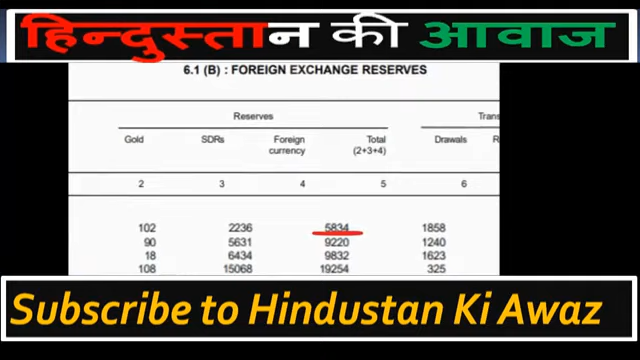 हिन्दुस्तान की आवाज
6.1 (B) : FOREIGN EXCHANGE RESERVES
Reserves Trans
Gold SDRs Foreign currency Total (2+3+4) Drawals R
2 3 4 5 6
102 2236 5834 1858
90 5631 9220 1240
18 6434 9832 1623
108 15068 19254 325
Subscribe to Hindustan Ki Awaz